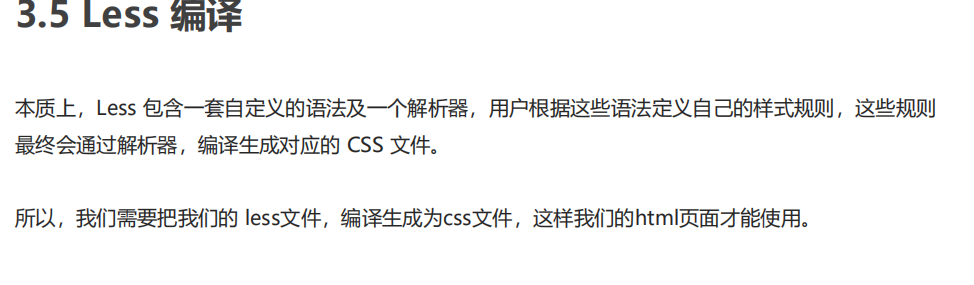 3.5 Less 编译
本质上，Less 包含一套自定义的语法及一个解析器，用户根据这些语法定义自己的样式规则，这些规则
最终会通过解析器，编译生成对应的 CSS 文件。
所以，我们需要把我们的 less文件，编译生成为css文件，这样我们的html页面才能使用。